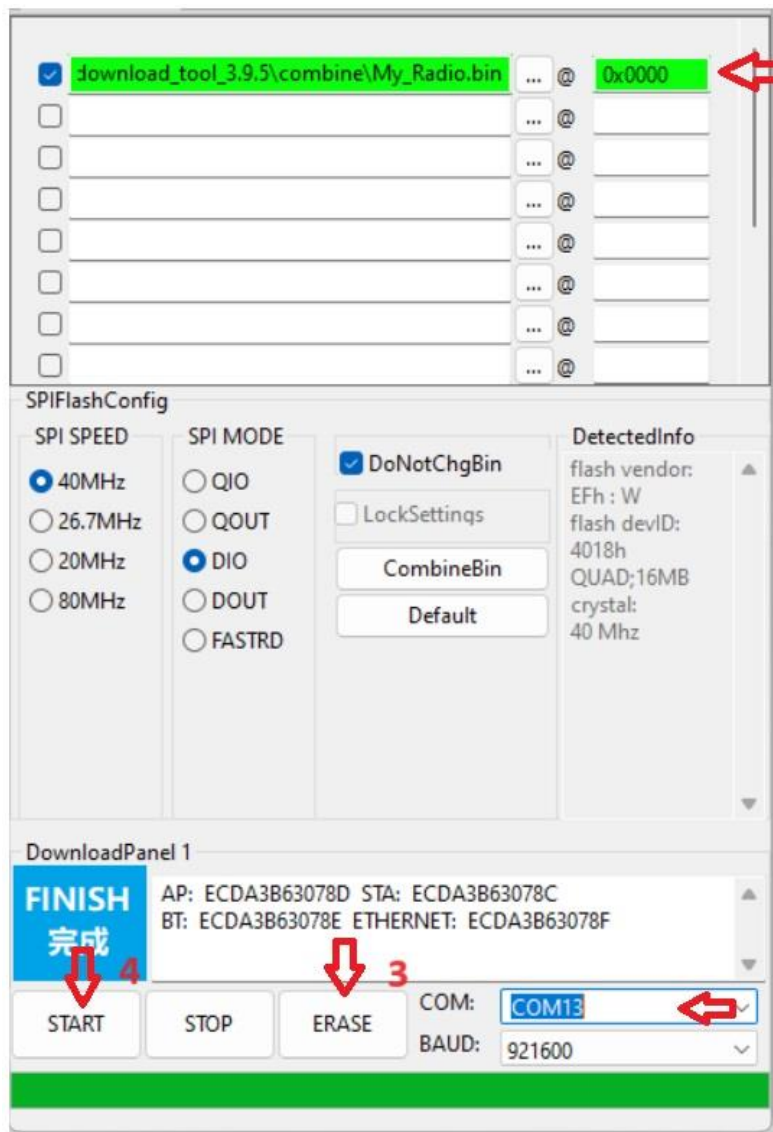 download_tool_3.9.5\combine\My_Radio.bin ... @ 0x0000
... @
... @
... @
... @
... @
... @
... @
SPIFlashConfig
SPI SPEED
40MHz
26.7MHz
20MHz
80MHz
SPI MODE
QIO
QOUT
DIO
DOUT
FASTRD
DoNotChgBin
LockSettings
CombineBin
Default
DetectedInfo
flash vendor:
EFh : W
flash devID:
4018h
QUAD;16MB
crystal:
40 Mhz
DownloadPanel 1
FINISH
完成
AP: ECDA3B63078D STA: ECDA3B63078C
BT: ECDA3B63078E ETHERNET: ECDA3B63078F
4
3
START
STOP
ERASE
COM: COM13
BAUD: 921600